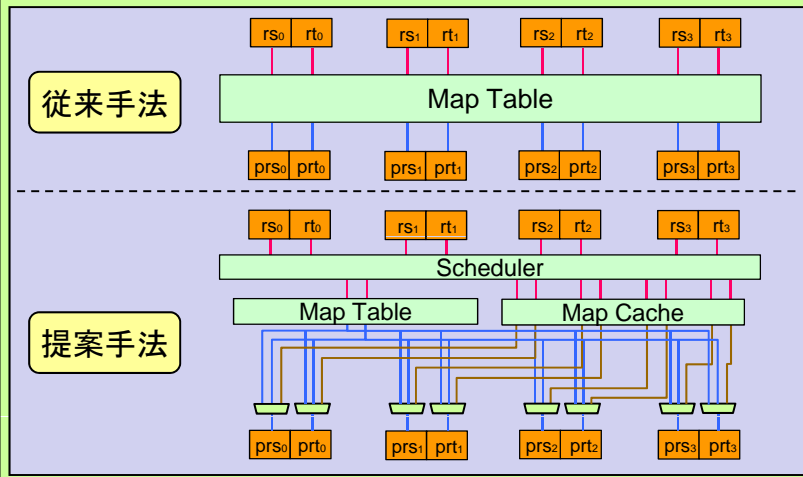 rs₀ rt₀ rs₁ rt₁ rs₂ rt₂ rs₃ rt₃
従来手法
Map Table
prs₀ prt₀ prs₁ prt₁ prs₂ prt₂ prs₃ prt₃
rs₀ rt₀ rs₁ rt₁ rs₂ rt₂ rs₃ rt₃
Scheduler
Map Table Map Cache
提案手法
prs₀ prt₀ prs₁ prt₁ prs₂ prt₂ prs₃ prt₃